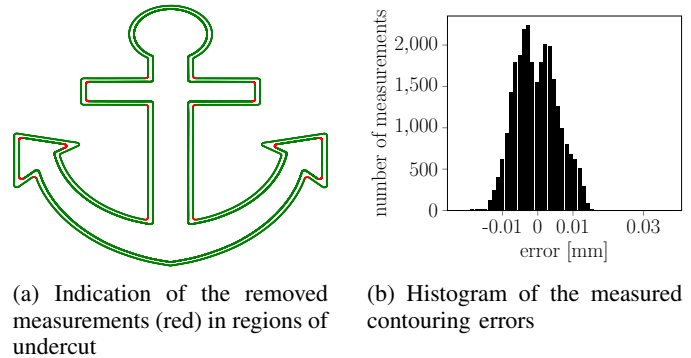 2,000
1,500
1,000
500
0
number of measurements
-0.01 0 0.01 0.03
error [mm]
(a) Indication of the removed
measurements (red) in regions of
undercut
(b) Histogram of the measured
contouring errors